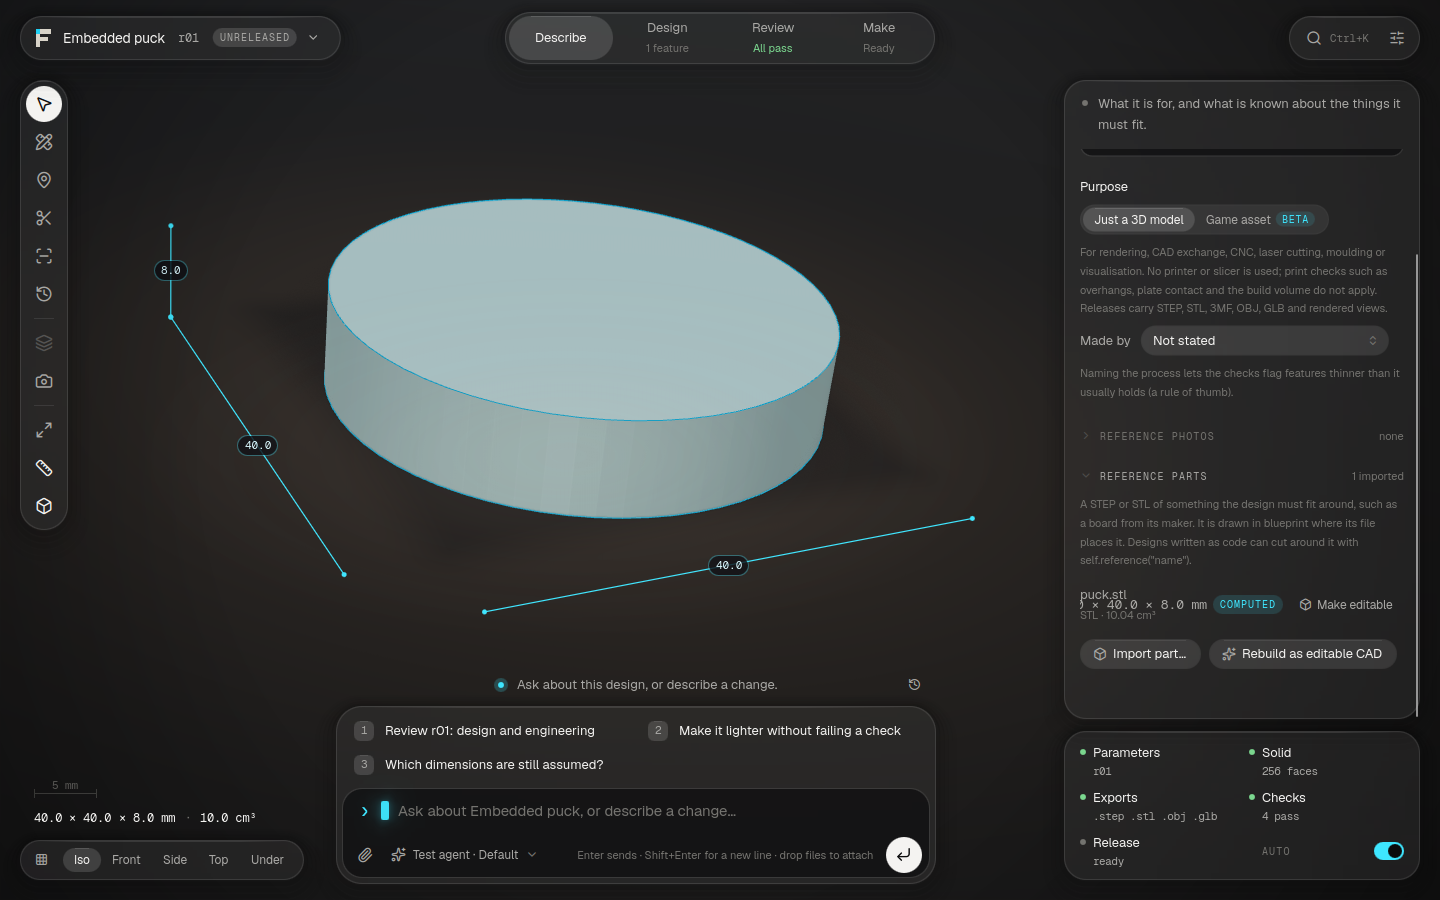 Embedded puck r01 UNRELEASED
Describe
Design
1 feature
Review
All pass
Make
Ready
Ctrl+K
What it is for, and what is known about the things it
must fit.
Purpose
Just a 3D model Game asset BETA
For rendering, CAD exchange, CNC, laser cutting, moulding or
visualisation. No printer or slicer is used; print checks such as
overhangs, plate contact and the build volume do not apply.
Releases carry STEP, STL, 3MF, OBJ, GLB and rendered views.
Made by Not stated
Naming the process lets the checks flag features thinner than it
usually holds (a rule of thumb).
REFERENCE PHOTOS none
REFERENCE PARTS 1 imported
A STEP or STL of something the design must fit around, such as
a board from its maker. It is drawn in blueprint where its file
places it. Designs written as code can cut around it with
self.reference("name").
puck.stl
× 40.0 × 8.0 mm COMPUTED Make editable
STL · 10.04 cm³
Import part... Rebuild as editable CAD
8.0
40.0
40.0
Ask about this design, or describe a change.
1 Review r01: design and engineering
2 Make it lighter without failing a check
3 Which dimensions are still assumed?
Ask about Embedded puck, or describe a change...
Test agent · Default
Enter sends · Shift+Enter for a new line · drop files to attach
5 mm
40.0 × 40.0 × 8.0 mm · 10.0 cm³
Iso Front Side Top Under
Parameters
r01
Solid
256 faces
Exports
.step .stl .obj .glb
Checks
4 pass
Release
ready
AUTO